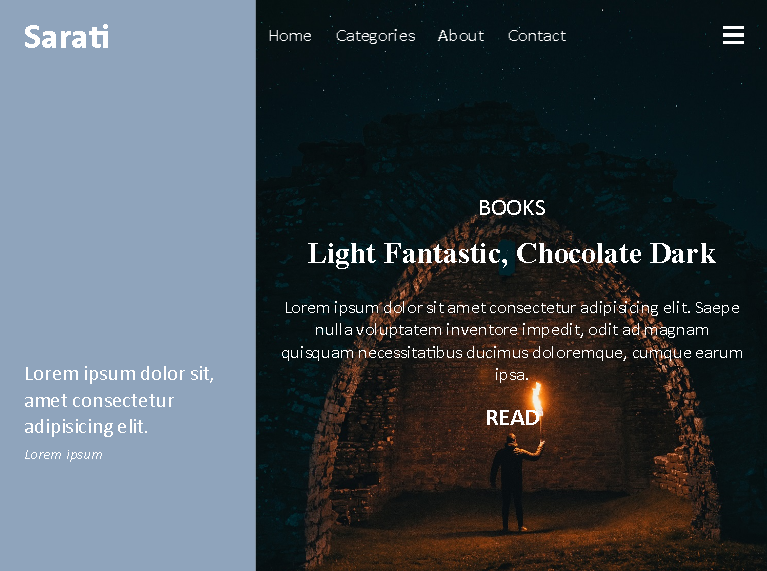 Sarati
Home Categories About Contact
BOOKS
Light Fantastic, Chocolate Dark
Lorem ipsum dolor sit amet consectetur adipisicing elit. Saepe
nulla voluptatem inventore impedit, odit ad magnam
quisquam necessitatibus ducimus doloremque, cumque earum
ipsa.
READ
Lorem ipsum dolor sit,
amet consectetur
adipisicing elit.
Lorem ipsum